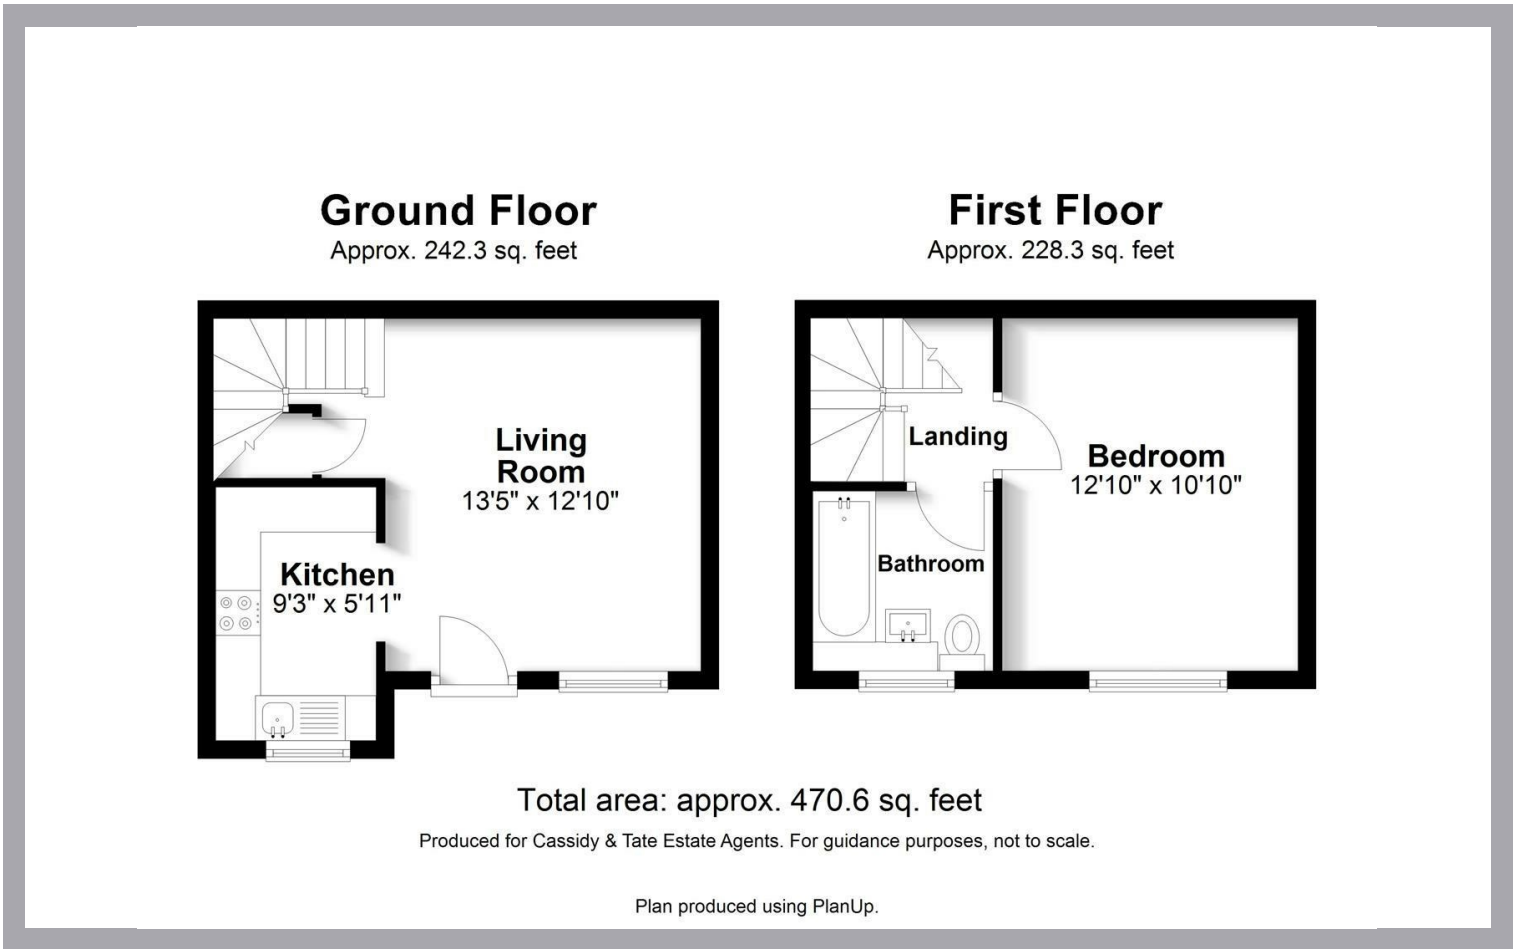 Ground Floor
Approx. 242.3 sq. feet
Living
Room
13'5" x 12'10"
Kitchen
9'3" x 5'11"
First Floor
Approx. 228.3 sq. feet
Landing
Bedroom
12'10" x 10'10"
Bathroom
Total area: approx. 470.6 sq. feet
Produced for Cassidy & Tate Estate Agents. For guidance purposes, not to scale.
Plan produced using PlanUp.